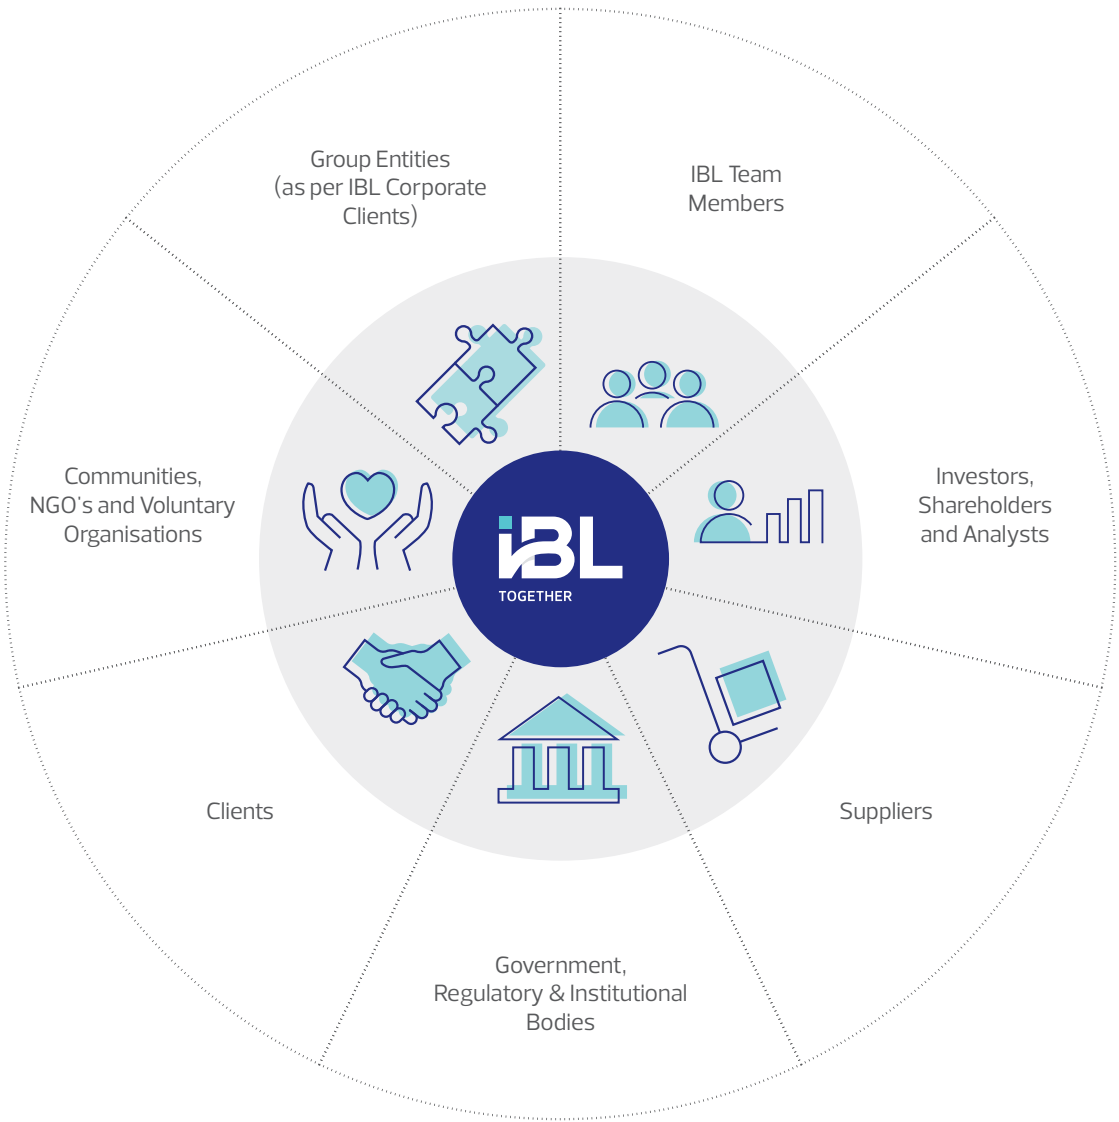 Group Entities
(as per IBL Corporate
Clients)
IBL Team
Members
Communities,
NGO's and Voluntary
Organisations
Investors,
Shareholders
and Analysts
iBL
TOGETHER
Clients
Suppliers
Government,
Regulatory & Institutional
Bodies